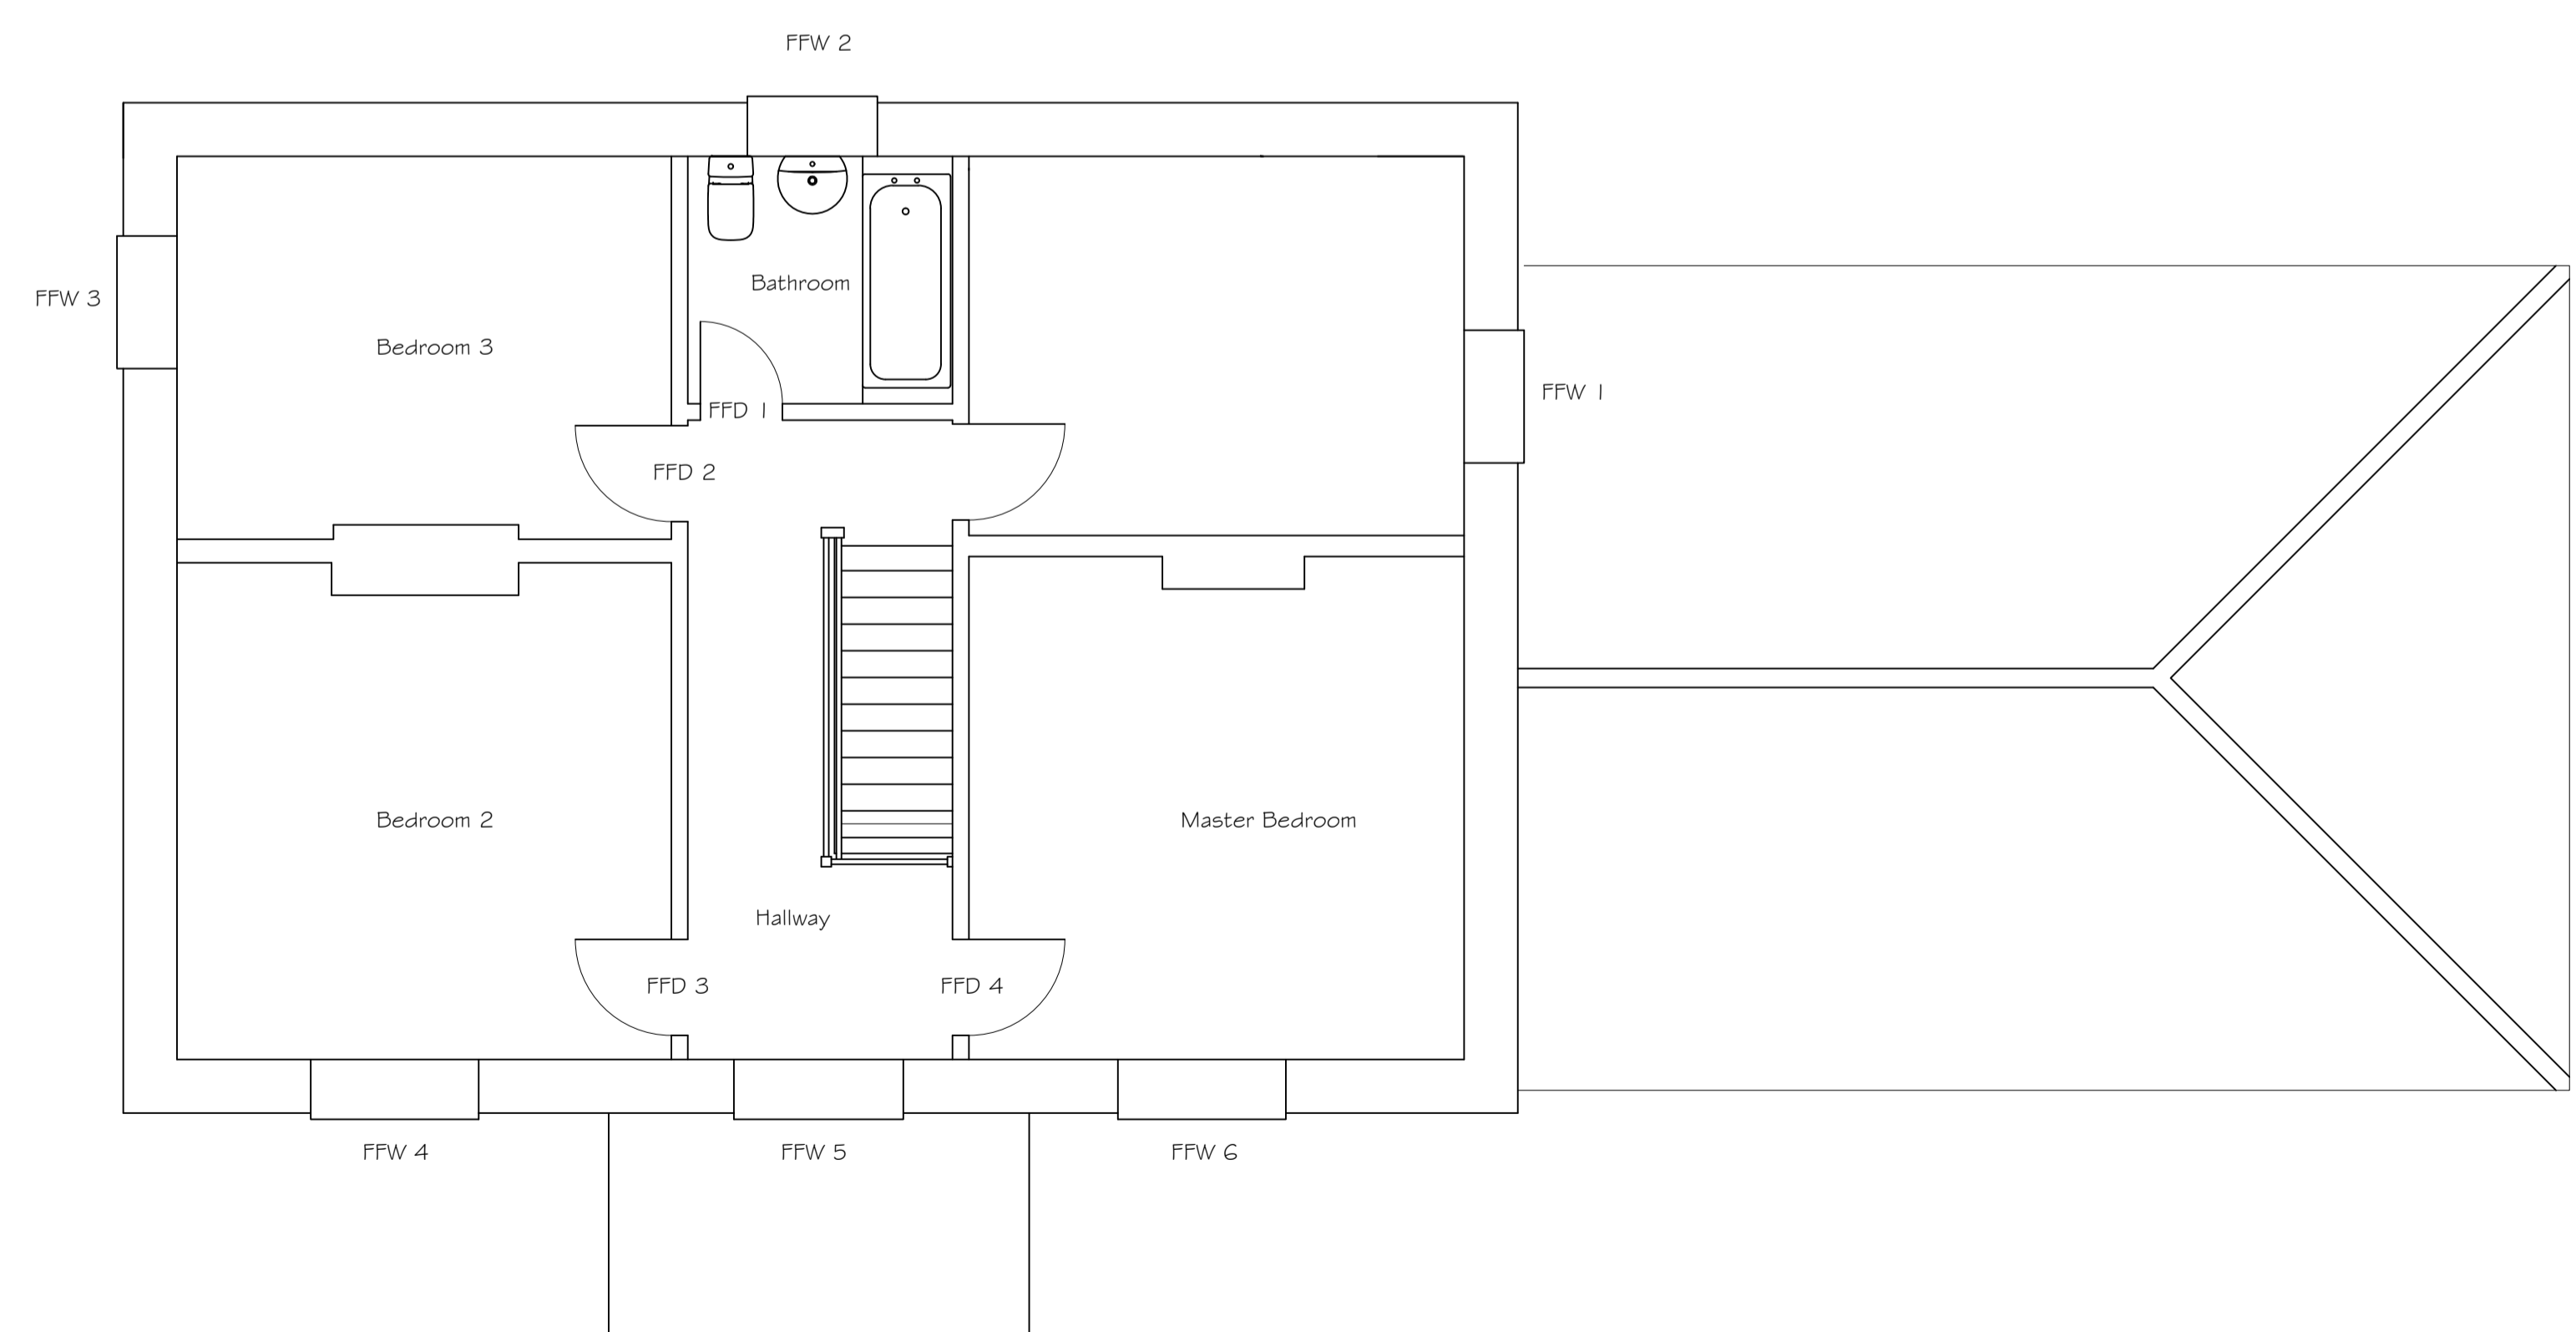 FFW 2
FFW 3
Bathroom
Bedroom 3
FFW 1
FFD 1
FFD 2
Bedroom 2
Master Bedroom
Hallway
FFD 3
FFD 4
FFW 4
FFW 5
FFW 6